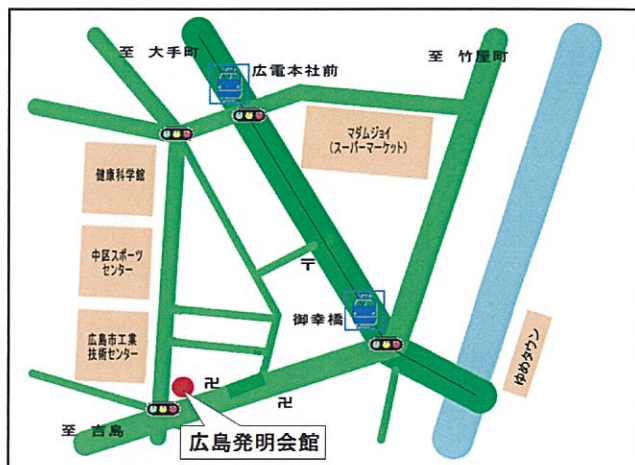 至 大手町
広電本社前
至 竹屋町
マダムジョイ
(スーパーマーケット)
健康科学館
中区スポーツ
センター
〒
御幸橋
広島市工業
技術センター
ゆめタウン
卍
卍
至 吉島
広島発明会館